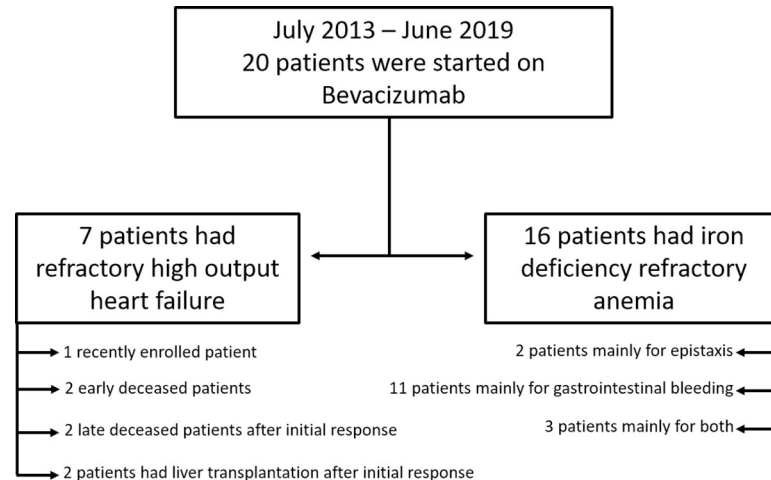 July 2013 – June 2019
20 patients were started on
Bevacizumab
7 patients had
refractory high output
heart failure
16 patients had iron
deficiency refractory
anemia
1 recently enrolled patient
2 early deceased patients
2 late deceased patients after initial response
2 patients had liver transplantation after initial response
2 patients mainly for epistaxis
11 patients mainly for gastrointestinal bleeding
3 patients mainly for both